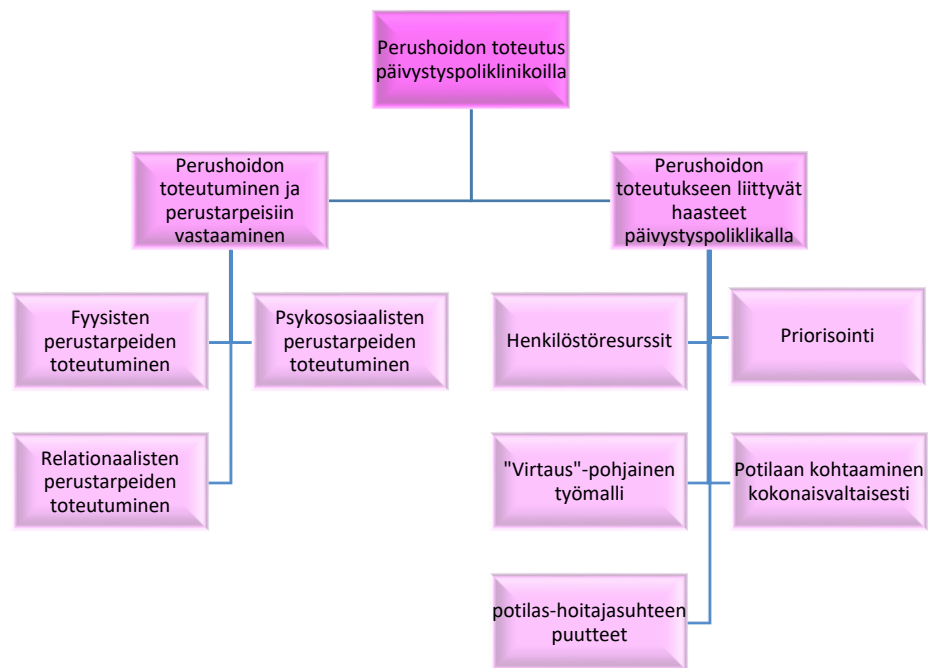 Perushoidon toteutus
päivystyspoliklinikoilla
Perushoidon
toteutuminen ja
perustarpeisiin
vastaaminen
Perushoidon
toteutukseen liittyvät
haasteet
päivystyspoliklikalla
Fyysisten
perustarpeiden
toteutuminen
Psykososiaalisten
perustarpeiden
toteutuminen
Henkilöstöresurssit
Priorisointi
Relationaalisten
perustarpeiden
toteutuminen
"Virtaus"-pohjainen
työmalli
Potilaan kohtaaminen
kokonaisvaltaisesti
potilas-hoitajasuhteen
puutteet